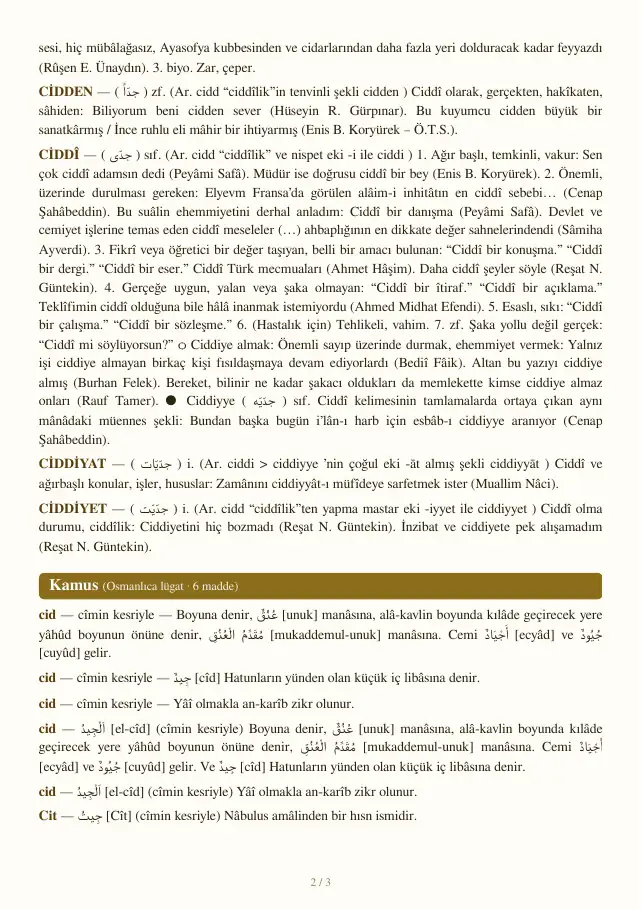 sesi, hiç mübâlağasız, Ayasofya kubbesinden ve cidarlarından daha fazla yeri dolduracak kadar feyyazdı
(Rûşen E. Ünaydın). 3. biyo. Zar, çeper.
CİDDEN — ( جدّاً ) zf. (Ar. cidd “ciddîlik”in tenvinli şekli cidden ) Ciddî olarak, gerçekten, hakîkaten,
sâhiden: Biliyorum beni cidden sever (Hüseyin R. Gürpınar). Bu kuyumcu cidden büyük bir
sanatkârmış / İnce ruhlu eli mâhir bir ihtiyarmış (Enis B. Koryürek – Ö.T.S.).
CİDDÎ — ( جدّى ) sıf. (Ar. cidd “ciddîlik” ve nispet eki -і ile ciddі ) 1. Ağır başlı, temkinli, vakur: Sen
çok ciddî adamsın dedi (Peyâmi Safâ). Müdür ise doğrusu ciddî bir bey (Enis B. Koryürek). 2. Önemli,
üzerinde durulması gereken: Elyevm Fransa’da görülen alâim-i inhitâtın en ciddî sebebi… (Cenap
Şahâbeddin). Bu suâlin ehemmiyetini derhal anladım: Ciddî bir danışma (Peyâmi Safâ). Devlet ve
cemiyet işlerine temas eden ciddî meseleler (…) ahbaplığının en dikkate değer sahnelerindendi (Sâmiha
Ayverdi). 3. Fikrî veya öğretici bir değer taşıyan, belli bir amacı bulunan: “Ciddî bir konuşma.” “Ciddî
bir dergi.” “Ciddî bir eser.” Ciddî Türk mecmuaları (Ahmet Hâşim). Daha ciddî şeyler söyle (Reşat N.
Güntekin). 4. Gerçeğe uygun, yalan veya şaka olmayan: “Ciddî bir îtiraf.” “Ciddî bir açıklama.”
Teklîfimin ciddî olduğuna bile hâlâ inanmak istemiyordu (Ahmed Midhat Efendi). 5. Esaslı, sıkı: “Ciddî
bir çalışma.” “Ciddî bir sözleşme.” 6. (Hastalık için) Tehlikeli, vahim. 7. zf. Şaka yollu değil gerçek:
“Ciddî mi söylüyorsun?” ѻ Ciddiye almak: Önemli sayıp üzerinde durmak, ehemmiyet vermek: Yalnız
işi ciddiye almayan birkaç kişi fısıldaşmaya devam ediyorlardı (Bediî Fâik). Altan bu yazıyı ciddiye
almış (Burhan Felek). Bereket, bilinir ne kadar şakacı oldukları da memlekette kimse ciddiye almaz
onları (Rauf Tamer). ● Ciddiyye ( جدّيّه ) sıf. Ciddî kelimesinin tamlamalarda ortaya çıkan aynı
mânâdaki müennes şekli: Bundan başka bugün i’lân-ı harb için esbâb-ı ciddiyye aranıyor (Cenap
Şahâbeddin).
CİDDİYAT — ( جدّيّات ) i. (Ar. ciddі > ciddiyye ’nin çoğul eki -āt almış şekli ciddiyyāt ) Ciddî ve
ağırbaşlı konular, işler, hususlar: Zamânını ciddiyyât-ı müfîdeye sarfetmek ister (Muallim Nâci).
CİDDİYET — ( جدّيّت ) i. (Ar. cidd “ciddîlik”ten yapma mastar eki -iyyet ile ciddiyyet ) Ciddî olma
durumu, ciddîlik: Ciddiyetini hiç bozmadı (Reşat N. Güntekin). İnzibat ve ciddiyete pek alışamadım
(Reşat N. Güntekin).
Kamus (Osmanlıca lügat · 6 madde)
cid — cîmin kesriyle — Boyuna denir, عُنُقٌ [unuk] manâsına, alâ-kavlin boyunda kılâde geçirecek yere
yâhûd boyunun önüne denir, مُقَدَّمُ الْعُنُقِ [mukaddemul-unuk] manâsına. Cemi أَجْيَادٌ [ecyâd] ve جُيُودٌ
[cuyûd] gelir.
cid — cîmin kesriyle — جِيدٌ [cîd] Hatunların yünden olan küçük iç libâsına denir.
cid — cîmin kesriyle — Yâî olmakla an-karîb zikr olunur.
cid — اَلْجِيدُ [el-cîd] (cîmin kesriyle) Boyuna denir, عُنُقٌ [unuk] manâsına, alâ-kavlin boyunda kılâde
geçirecek yere yâhûd boyunun önüne denir, مُقَدَّمُ الْعُنُقِ [mukaddemul-unuk] manâsına. Cemi أَجْيَادٌ
[ecyâd] ve جُيُودٌ [cuyûd] gelir. Ve جِيدٌ [cîd] Hatunların yünden olan küçük iç libâsına denir.
cid — اَلْجِيدُ [el-cîd] (cîmin kesriyle) Yâî olmakla an-karîb zikr olunur.
Cit — جِيتُ [Cît] (cîmin kesriyle) Nâbulus amâlinden bir hısn ismidir.
2 / 3